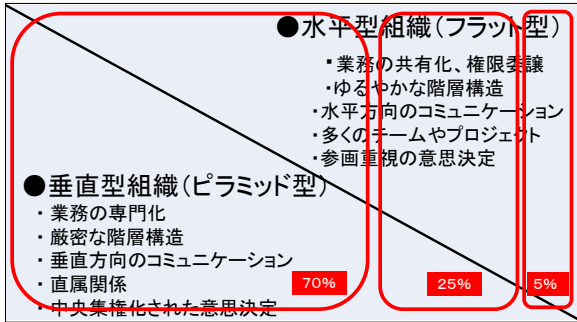 ●水平型組織（フラット型）
・業務の共有化、権限委譲
・ゆるやかな階層構造
・水平方向のコミュニケーション
・多くのチームやプロジェクト
・参画重視の意思決定
●垂直型組織（ピラミッド型）
・業務の専門化
・厳密な階層構造
・垂直方向のコミュニケーション
・直属関係
・中央集権化された意思決定
70%
25%
5%